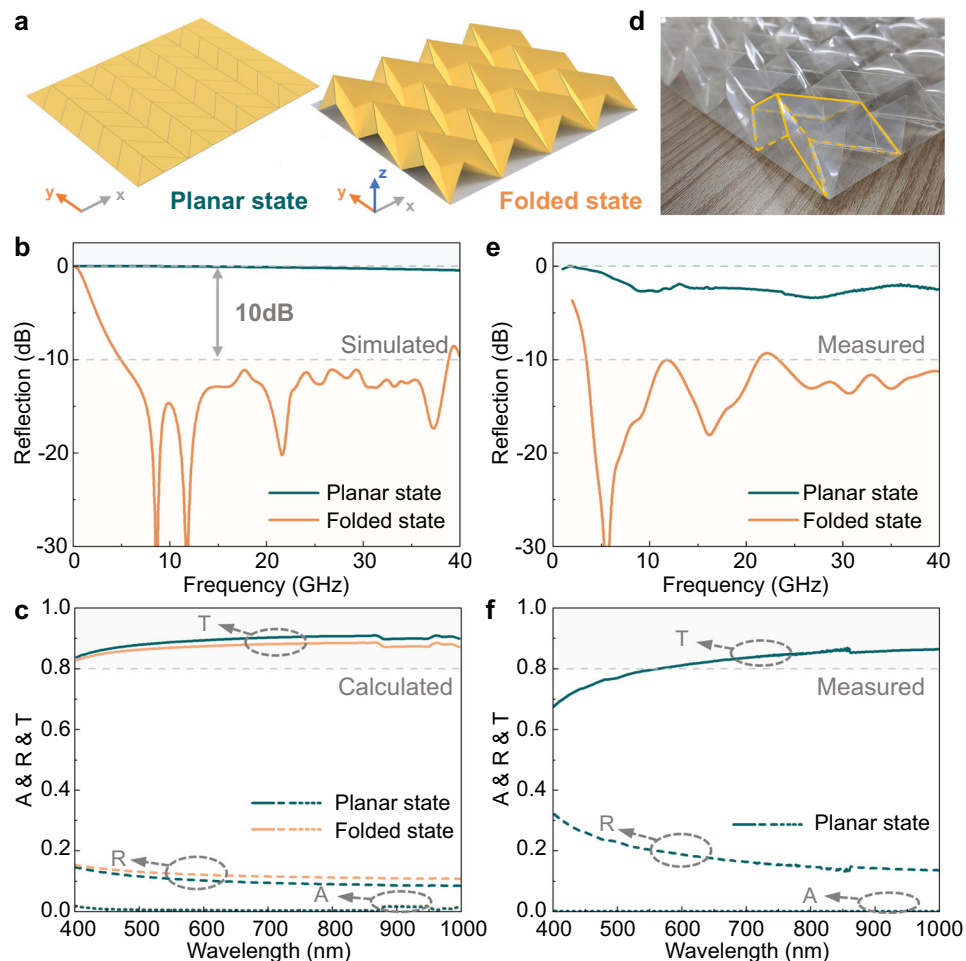 a
y
x
Planar state
z
y
x
Folded state
d
b
Reflection (dB)
0
-10
-20
-30
10dB
Simulated
Planar state
Folded state
0
10
20
30
40
Frequency (GHz)
e
Reflection (dB)
0
-10
-20
-30
Measured
Planar state
Folded state
0
10
20
30
40
Frequency (GHz)
c
A & R & T
1.0
0.8
0.6
0.4
0.2
0.0
T
Calculated
Planar state
Folded state
R
A
400 500 600 700 800 900 1000
Wavelength (nm)
f
A & R & T
1.0
0.8
0.6
0.4
0.2
0.0
T
Measured
Planar state
R
A
400 500 600 700 800 900 1000
Wavelength (nm)